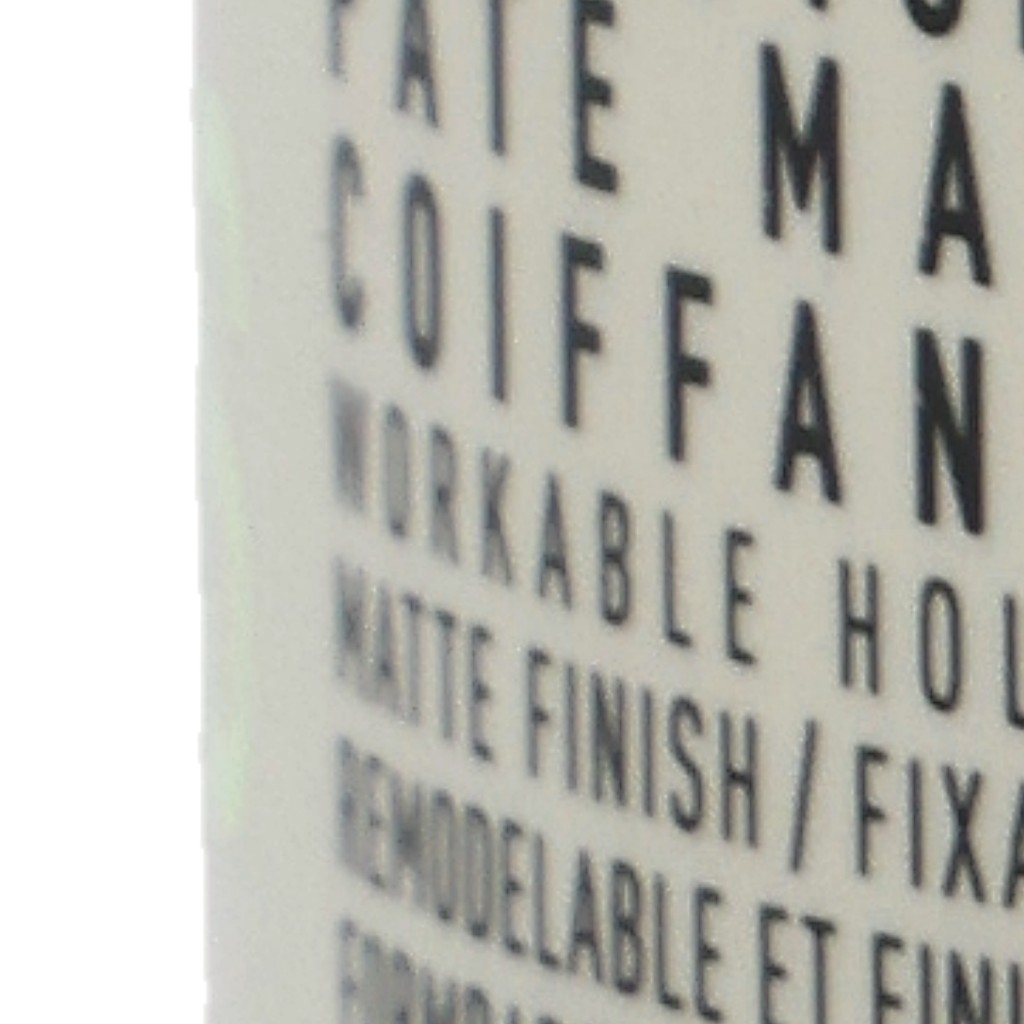 PATE MA
COIFFAN
WORKABLE HOL
MATTE FINISH / FIXA
REMODELABLE ET FINI